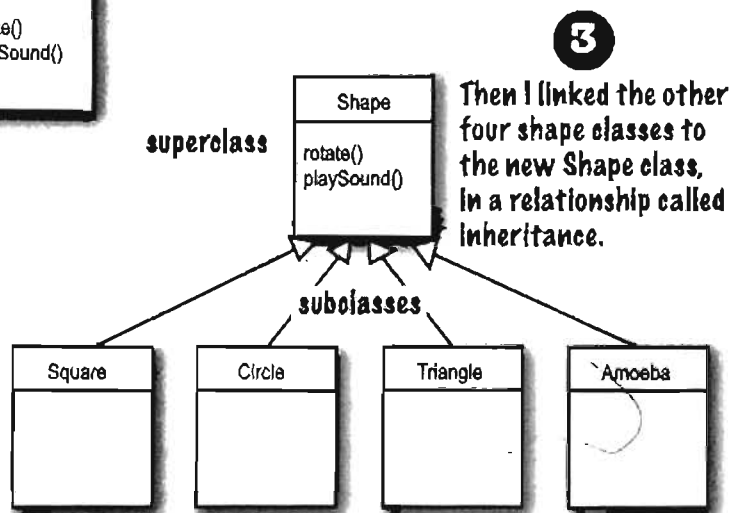 e()
Sound()
3
Then I linked the other
four shape classes to
the new Shape class,
in a relationship called
inheritance.
superclass
Shape
rotate()
playSound()
subclasses
Square
Circle
Triangle
Amoeba